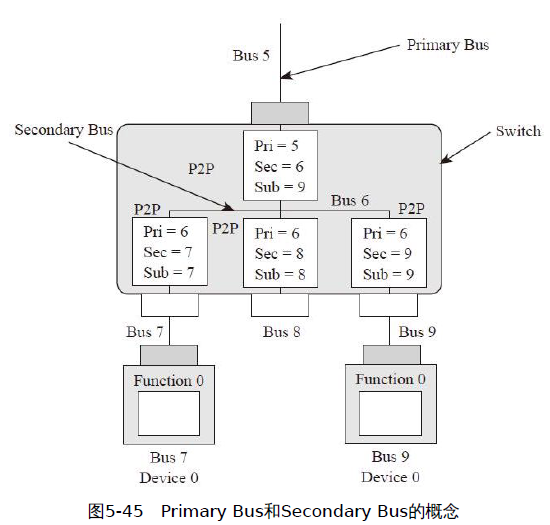 Primary Bus
Bus 5
Secondary Bus
Switch
P2P
Pri = 5
Sec = 6
Sub = 9
Bus 6
P2P
P2P
P2P
Pri = 6
Sec = 7
Sub = 7
Pri = 6
Sec = 8
Sub = 8
Pri = 6
Sec = 9
Sub = 9
Bus 7
Bus 8
Bus 9
Function 0
Function 0
Bus 7
Device 0
Bus 9
Device 0
图5-45 Primary Bus和Secondary Bus的概念